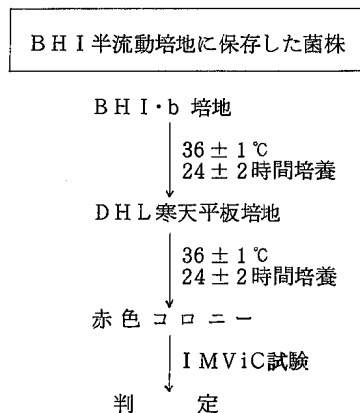 BHI半流動培地に保存した菌株
BHI・b 培地
36±1℃
24±2時間培養
DHL寒天平板培地
36±1℃
24±2時間培養
赤色コロニー
IMViC試験
判定